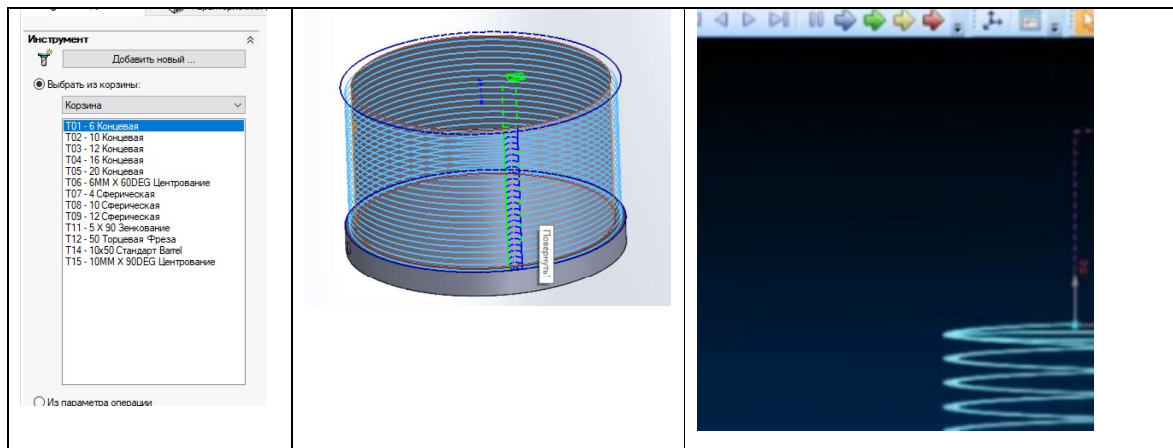 Инструмент
Добавить новый ...
Выбрать из корзины:
Корзина
T01 - 6 Концевая
T02 - 10 Концевая
T03 - 12 Концевая
T04 - 16 Концевая
T05 - 20 Концевая
T06 - 6MM X 60DEG Центрование
T07 - 4 Сферическая
T08 - 10 Сферическая
T09 - 12 Сферическая
T11 - 5 X 90 Зенкование
T12 - 50 Торцевая Фреза
T14 - 10x50 Стандарт Barrel
T15 - 10MM X 90DEG Центрование
Из параметра операции
Повернуть!